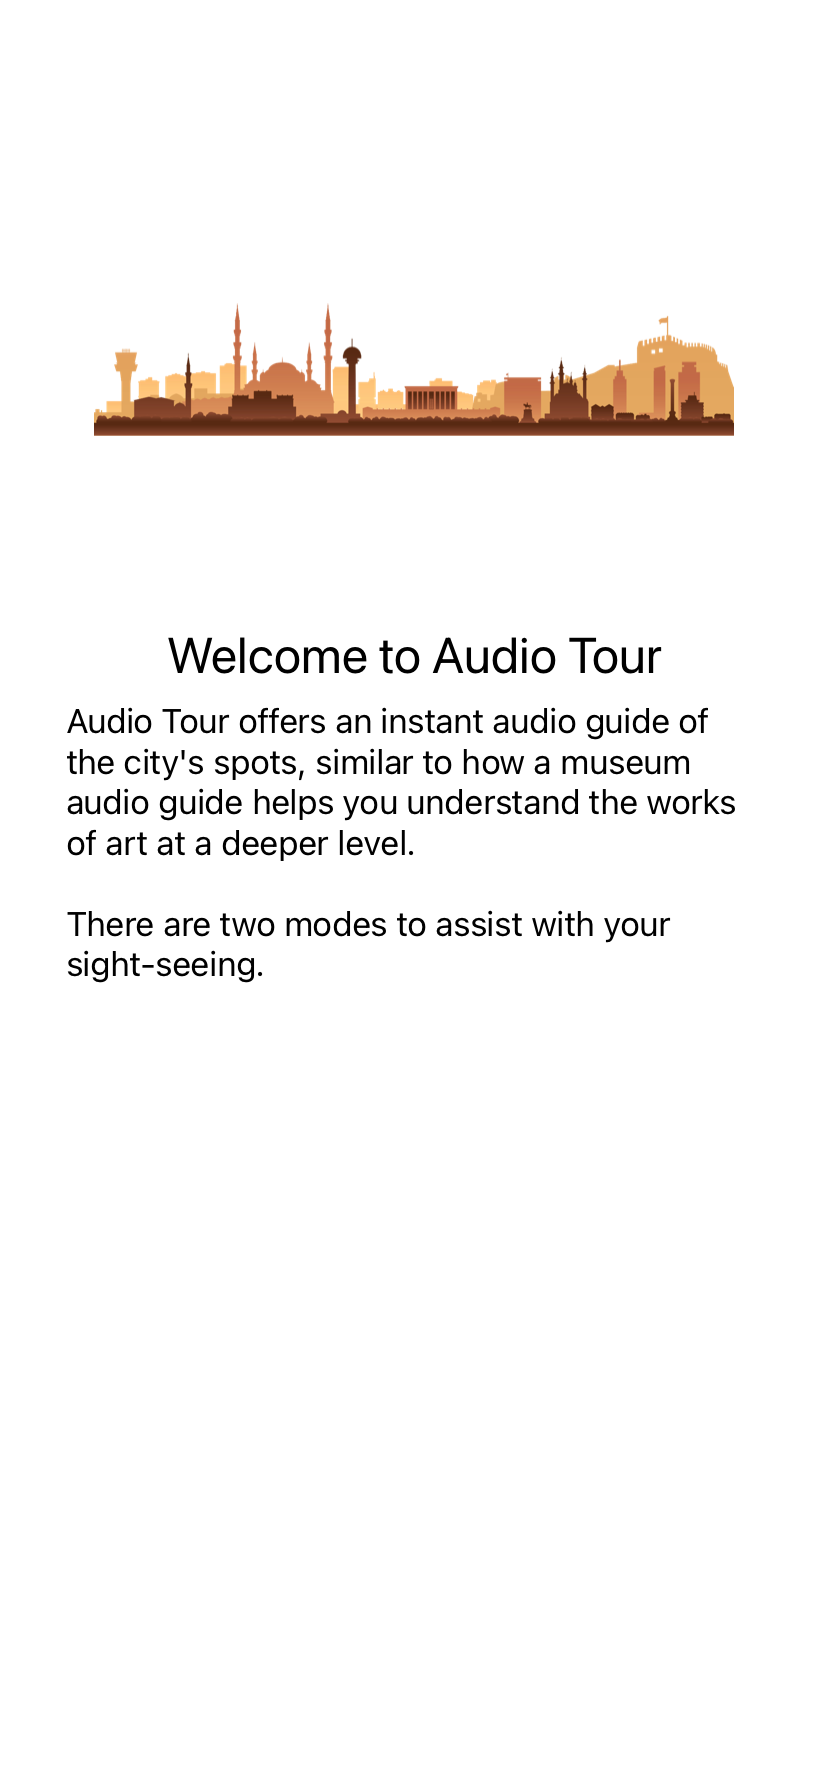 Welcome to Audio Tour
Audio Tour offers an instant audio guide of
the city's spots, similar to how a museum
audio guide helps you understand the works
of art at a deeper level.
There are two modes to assist with your
sight-seeing.